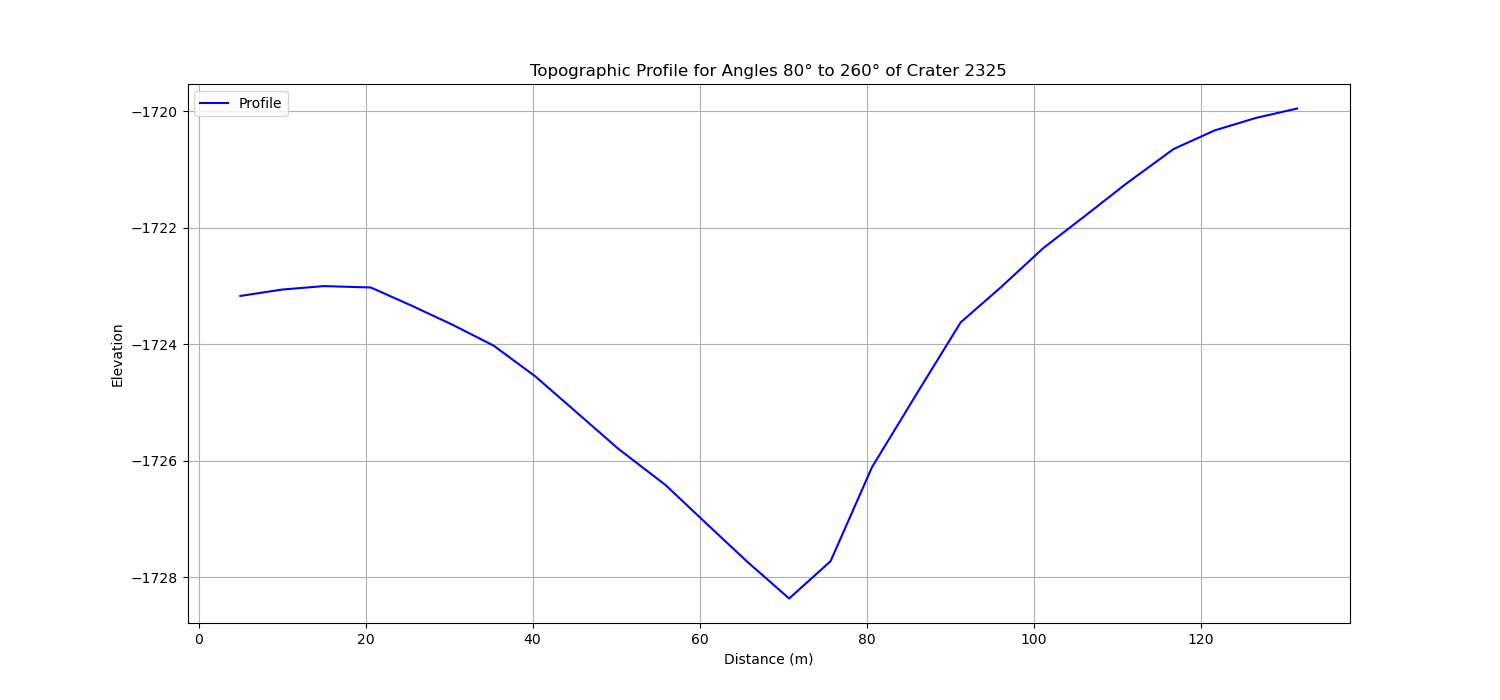 Topographic Profile for Angles 80° to 260° of Crater 2325
Profile
−1720
−1722
−1724
−1726
−1728
Elevation
0 20 40 60 80 100 120
Distance (m)